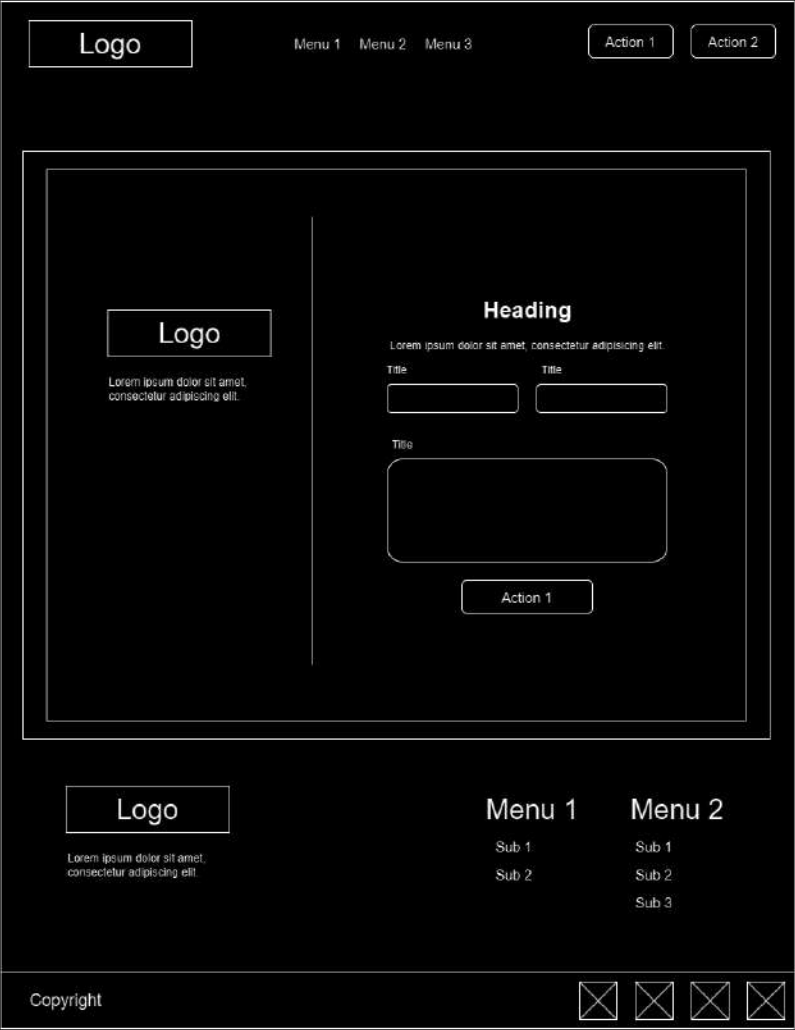 Logo
Menu 1 Menu 2 Menu 3
Action 1
Action 2
Logo
Lorem ipsum dolor sit amet,
consectetur adipiscing elit.
Heading
Lorem ipsum dolor sit amet, consectetur adipisicing elit.
Title
Title
Title
Action 1
Logo
Lorem ipsum dolor sit amet,
consectetur adipiscing elit.
Menu 1
Sub 1
Sub 2
Menu 2
Sub 1
Sub 2
Sub 3
Copyright